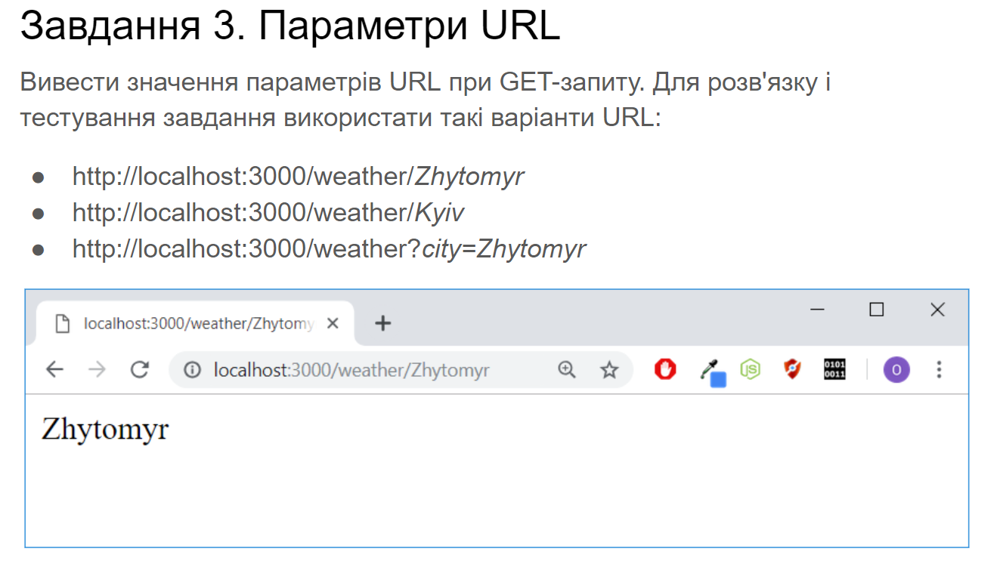 Завдання 3. Параметри URL
Вивести значення параметрів URL при GET-запиту. Для розв'язку і
тестування завдання використати такі варіанти URL:
● http://localhost:3000/weather/Zhytomyr
● http://localhost:3000/weather/Kyiv
● http://localhost:3000/weather?city=Zhytomyr
localhost:3000/weather/Zhytomy
localhost:3000/weather/Zhytomyr
JS
0101
0011
O
Zhytomyr